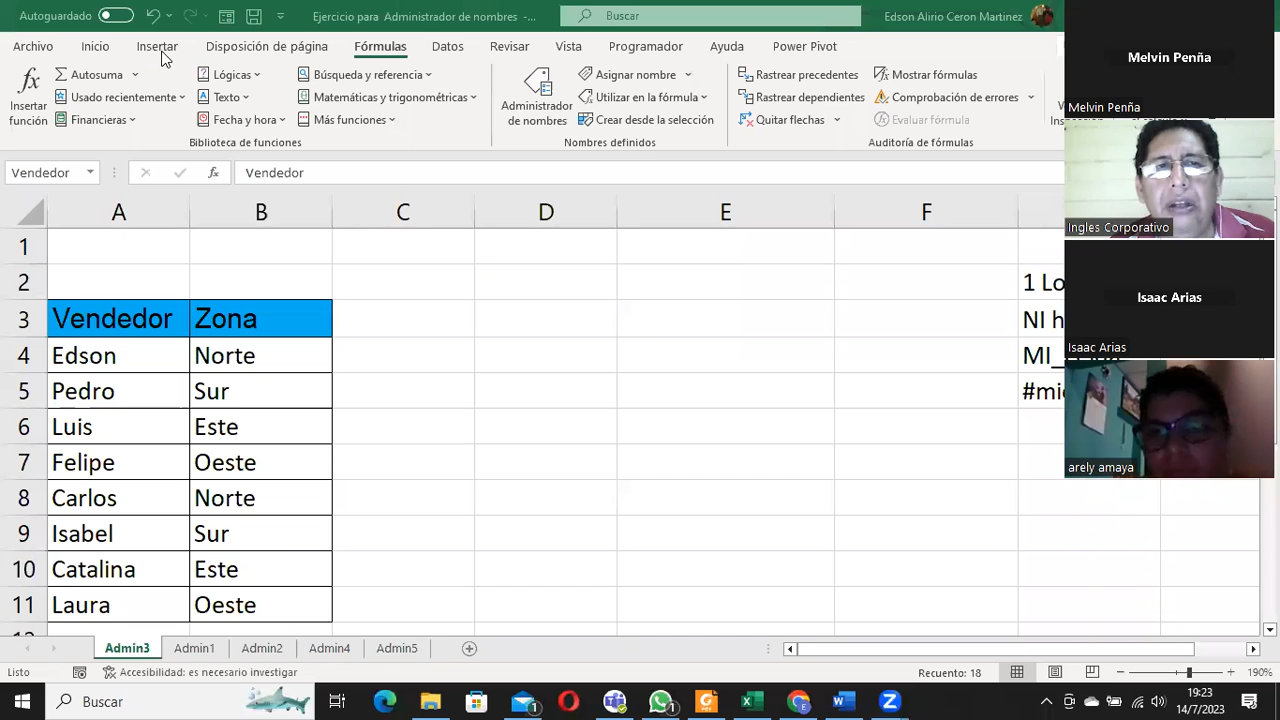 Autoguardado
Ejercicio para Administrador de nombres -...
Buscar
Edson Alirio Ceron Martinez
Archivo Inicio Insertar Disposición de página Fórmulas Datos Revisar Vista Programador Ayuda Power Pivot
Insertar función
Autosuma
Usado recientemente
Financieras
Lógicas
Texto
Fecha y hora
Búsqueda y referencia
Matemáticas y trigonométricas
Más funciones
Biblioteca de funciones
Administrador de nombres
Asignar nombre
Utilizar en la fórmula
Crear desde la selección
Nombres definidos
Rastrear precedentes
Rastrear dependientes
Quitar flechas
Mostrar fórmulas
Comprobación de errores
Evaluar fórmula
Auditoría de fórmulas
Vendedor
fx
Vendedor
A B C D E F
1
2 1 Lo
3 Vendedor Zona NI h
4 Edson Norte
5 Pedro Sur
6 Luis Este
7 Felipe Oeste
8 Carlos Norte
9 Isabel Sur
10 Catalina Este
11 Laura Oeste
Admin3 Admin1 Admin2 Admin4 Admin5
Listo
Accesibilidad: es necesario investigar
Recuento: 18
190%
Buscar
19:23
14/7/2023
Melvin Penña
Melvin Penña
Ingles Corporativo
Isaac Arias
Isaac Arias
arely amaya